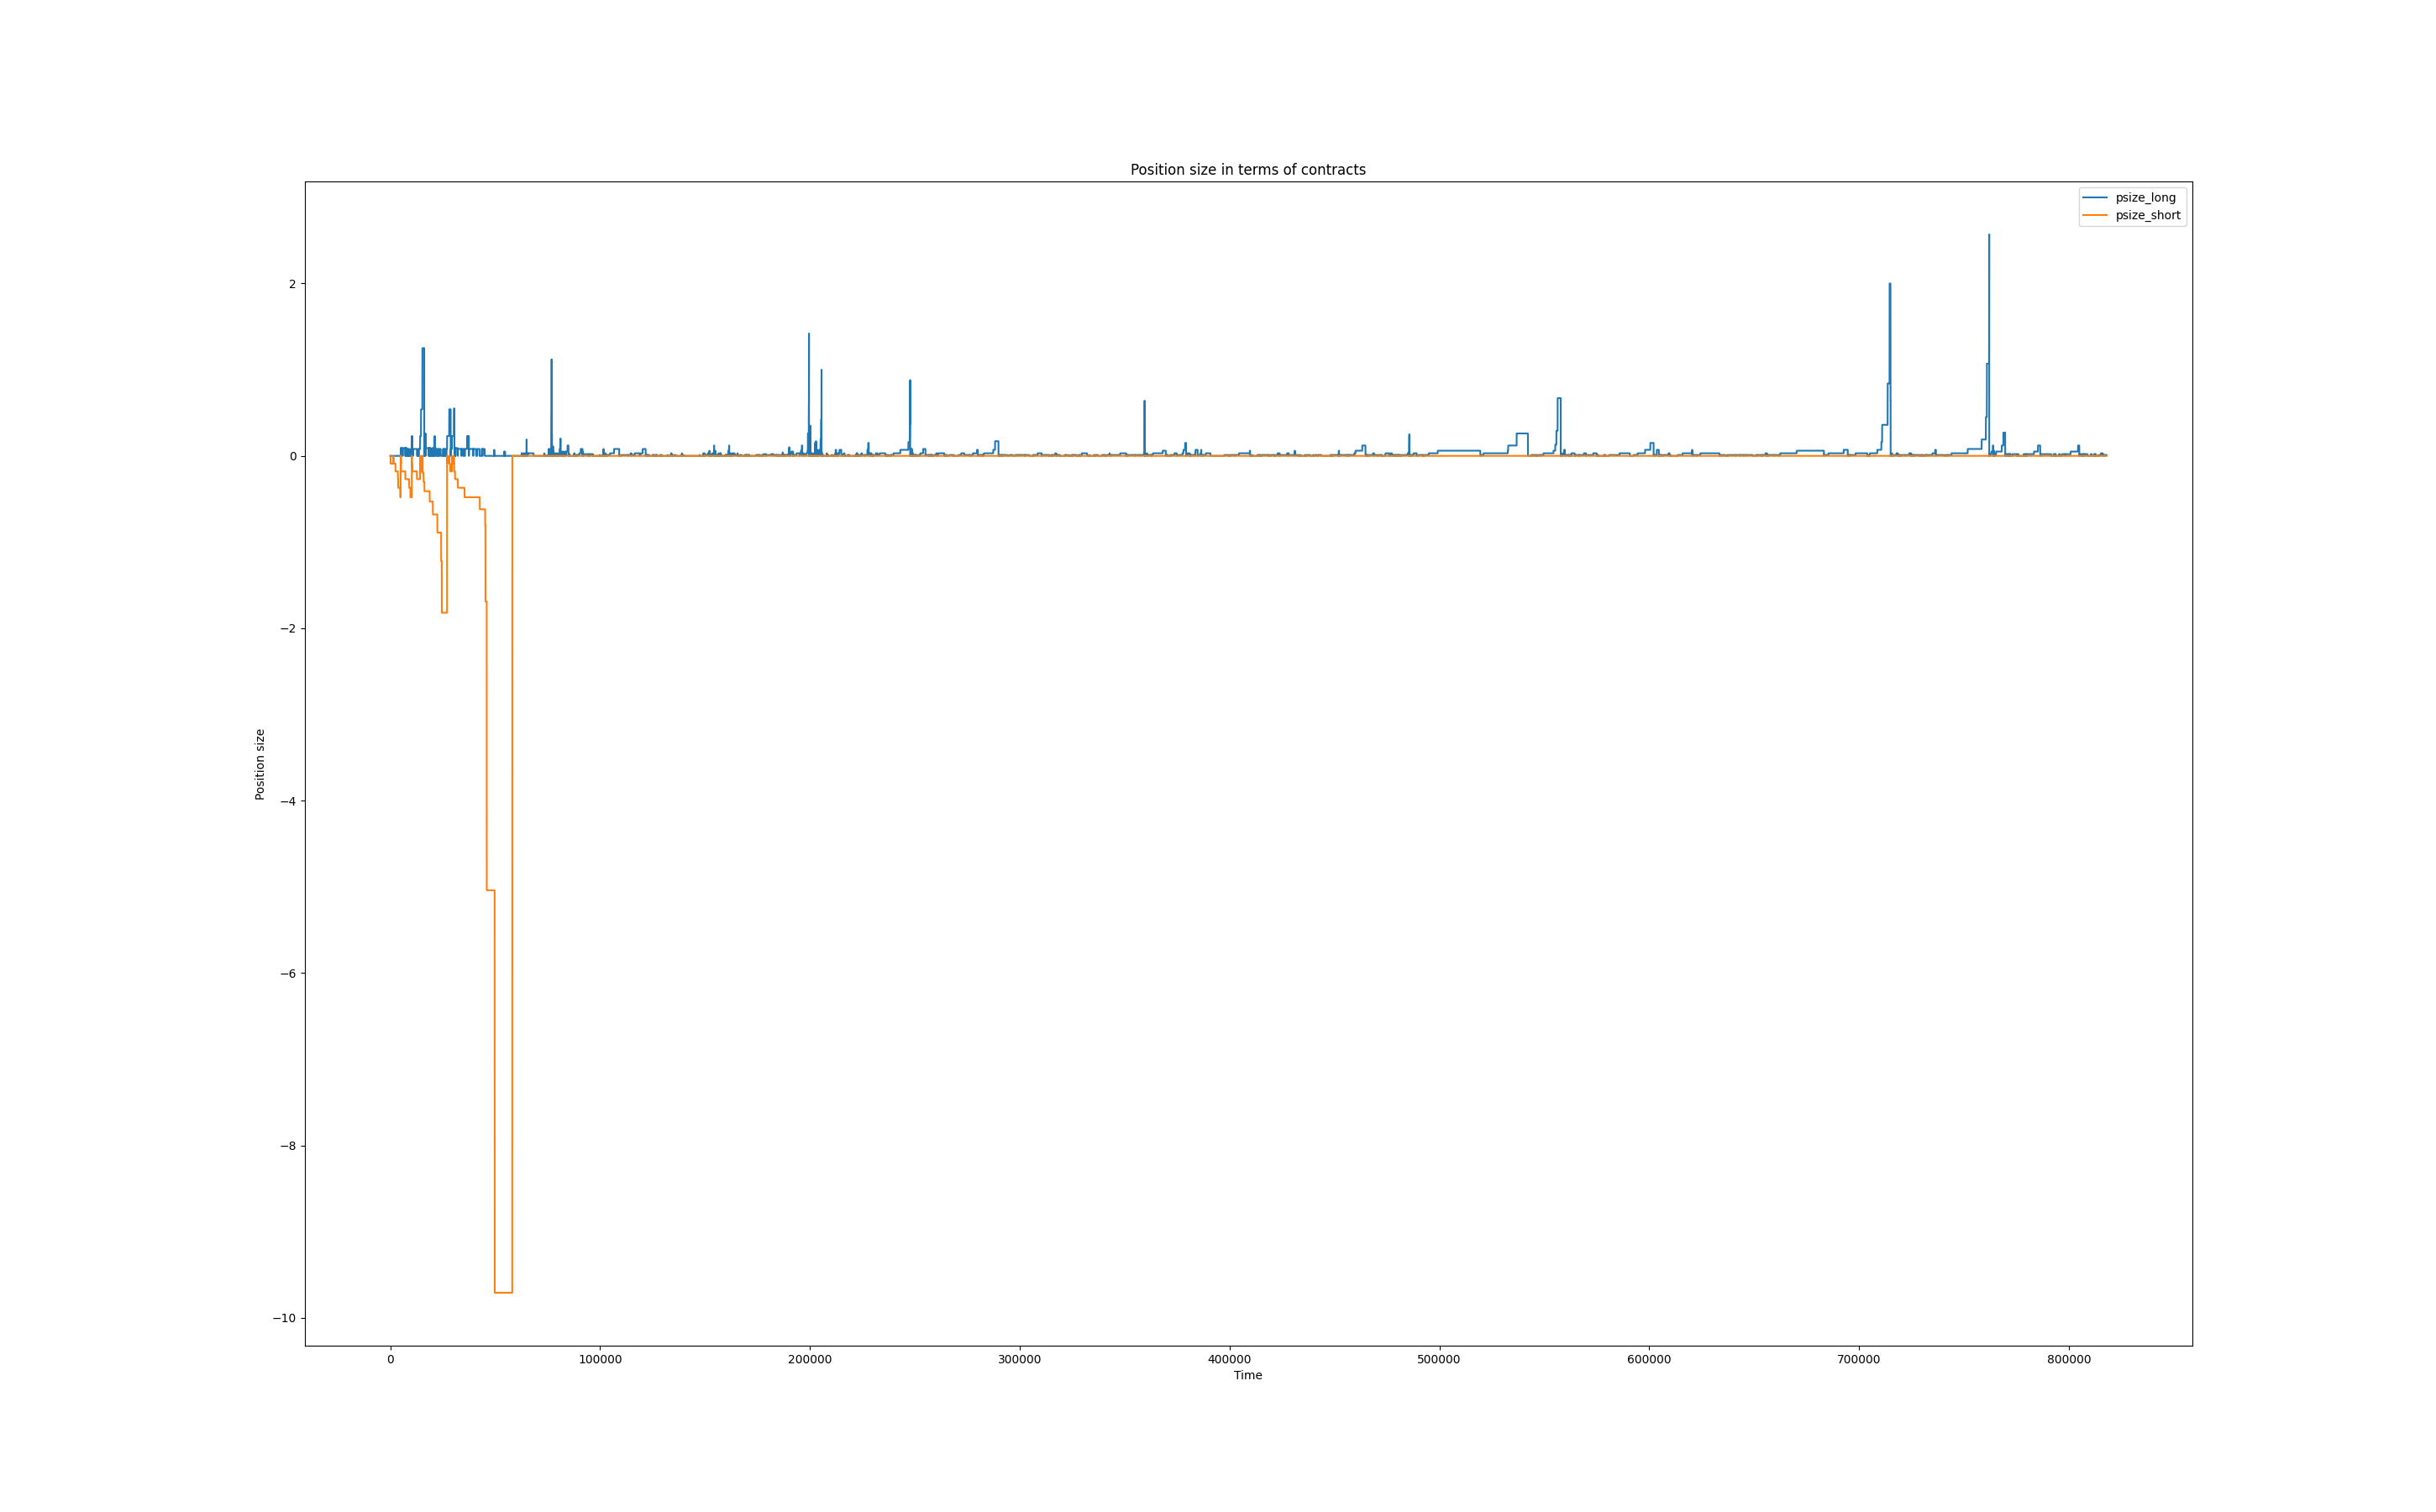 Position size in terms of contracts
psize_long
psize_short
2
0
−2
−4
−6
−8
−10
Position size
0 100000 200000 300000 400000 500000 600000 700000 800000
Time